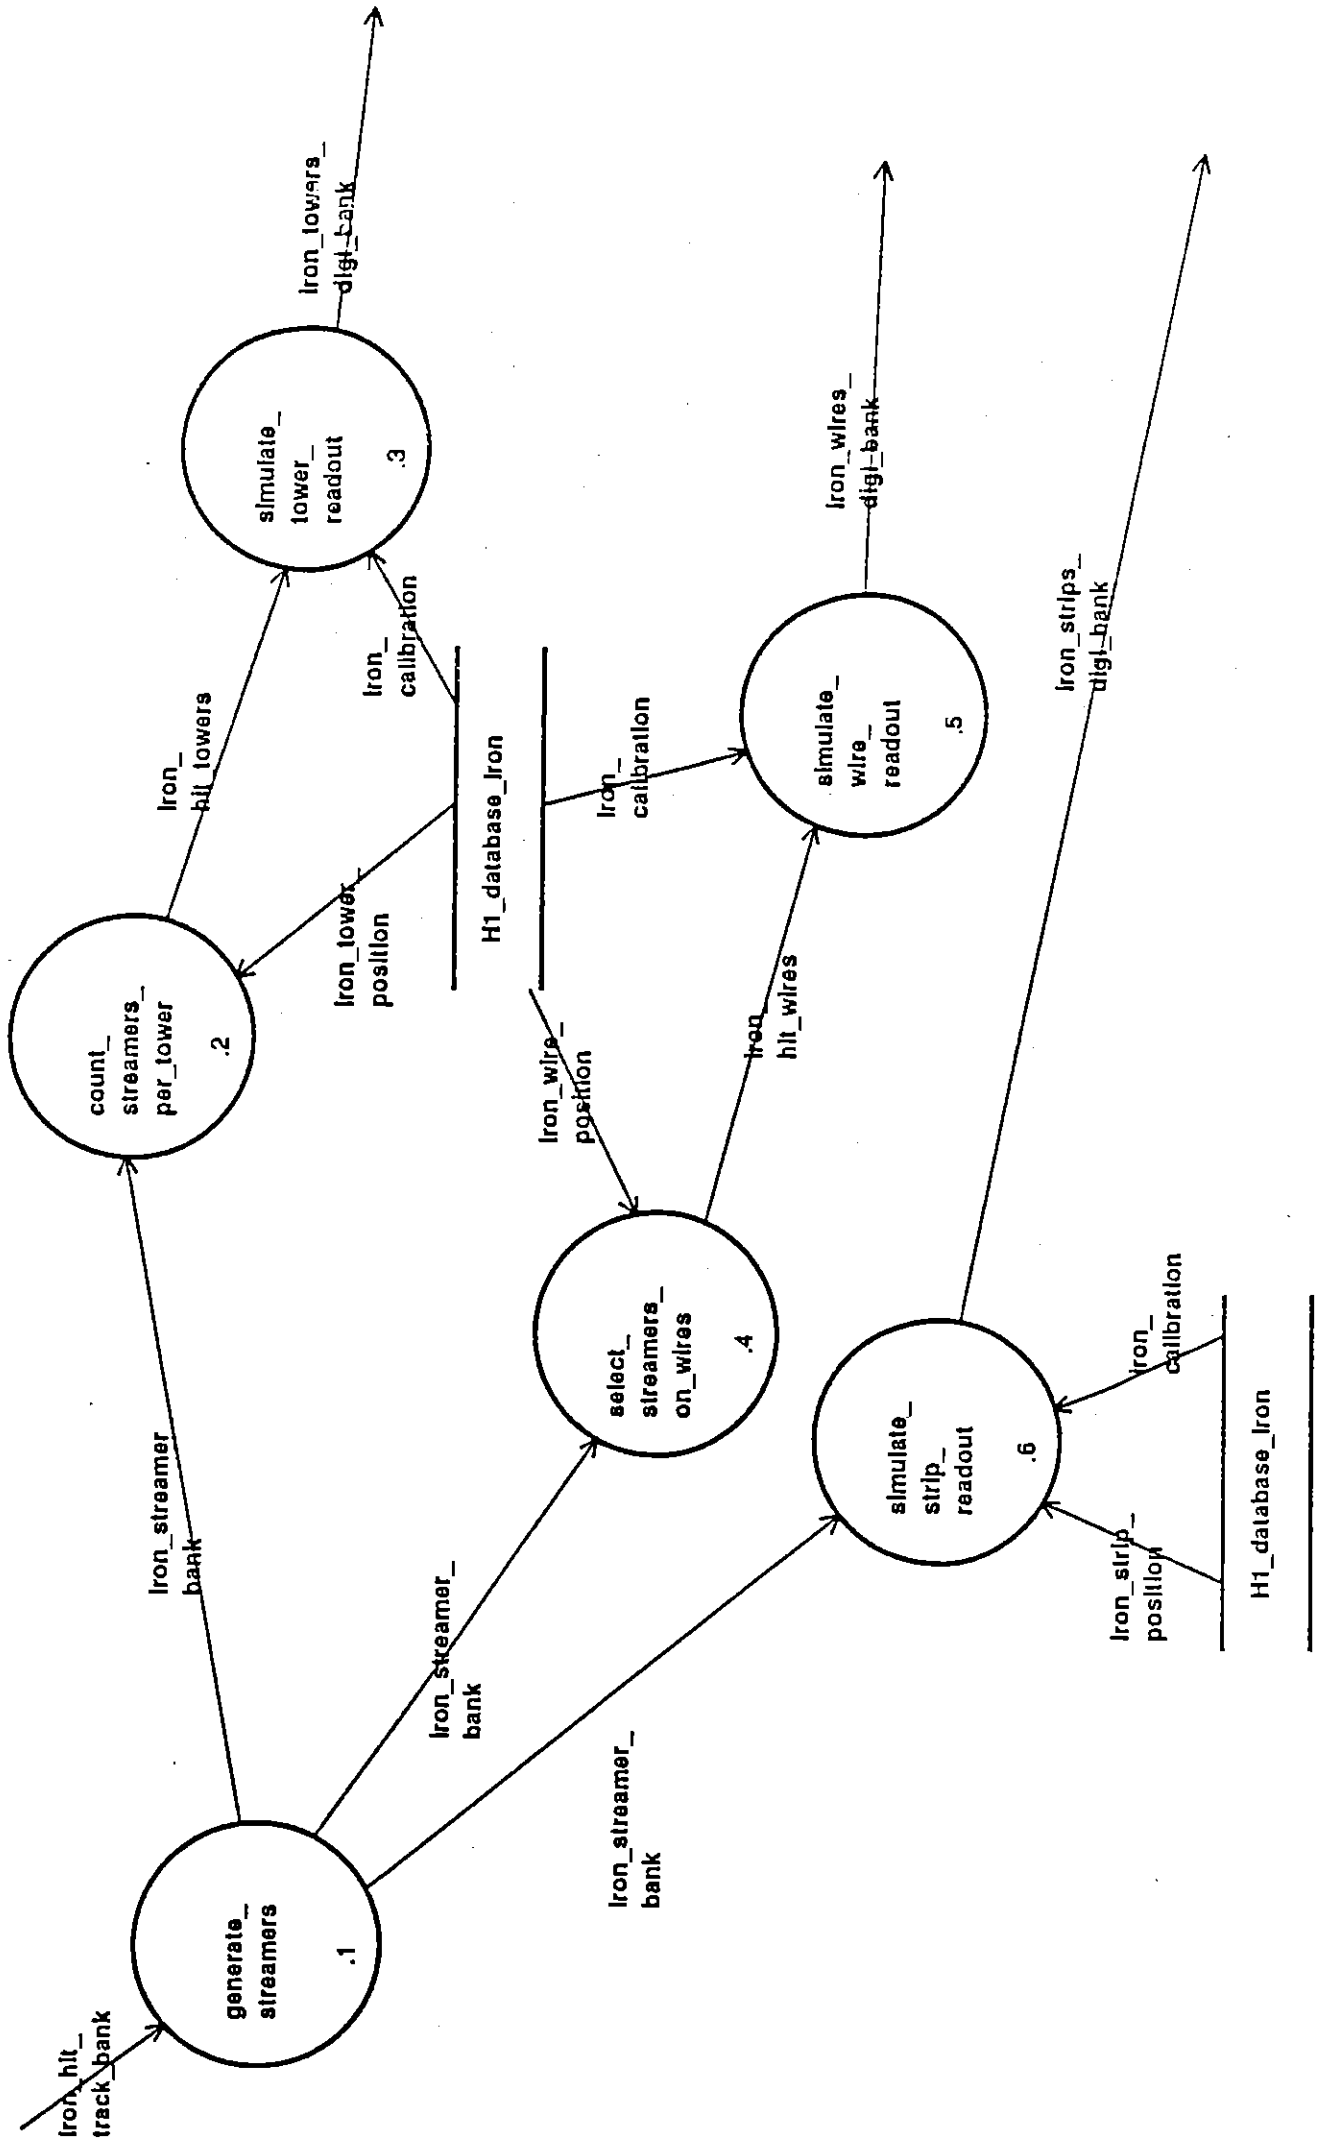 Iron_hit_
track_bank
generate_
streamers
.1
Iron_streamer
bank
Iron_streamer_
bank
Iron_streamer_
bank
count_
streamers_
per_tower
.2
Iron_
hit_towers
Iron_tower_
position
H1_database_Iron
Iron_
calibration
simulate_
tower_
readout
.3
Iron_towers_
digi_bank
Iron_wire_
position
select_
streamers_
on_wires
.4
Iron_
hit_wires
Iron_
calibration
simulate_
wire_
readout
.5
Iron_wires_
digi_bank
simulate_
strip_
readout
.6
Iron_strips_
digi_bank
Iron_strip_
position
Iron_
calibration
H1_database_Iron